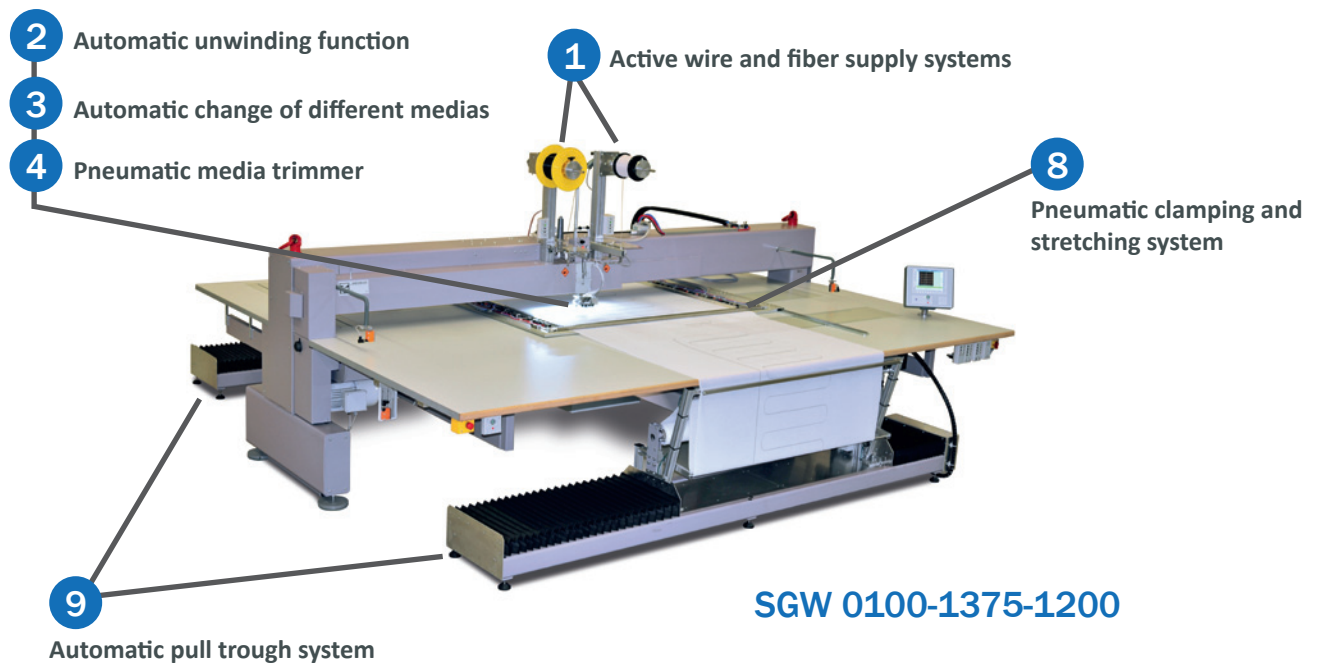 2 Automatic unwinding function
1 Active wire and fiber supply systems
3 Automatic change of different medias
4 Pneumatic media trimmer
8
Pneumatic clamping and
stretching system
9
Automatic pull trough system
SGW 0100-1375-1200